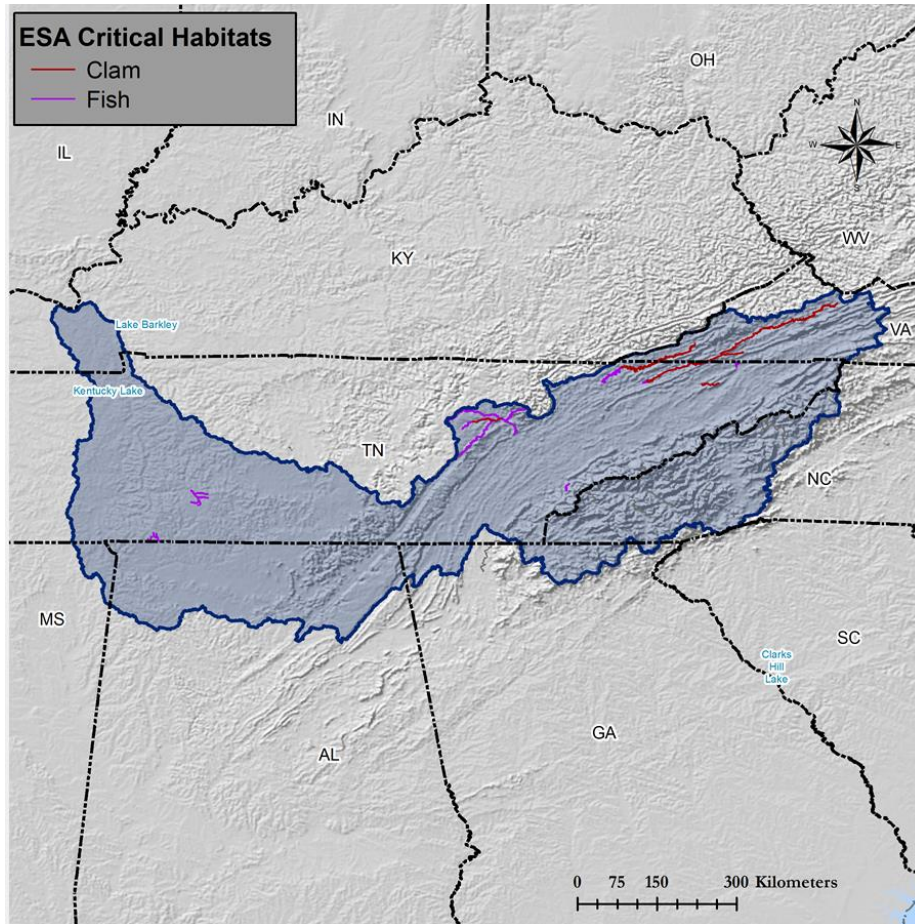 ESA Critical Habitats
Clam
Fish
OH
IN
IL
N
W
E
S
WV
KY
Lake Barkley
VA
Kentucky Lake
TN
NC
MS
SC
Clarks
Hill
Lake
GA
AL
0 75 150 300 Kilometers